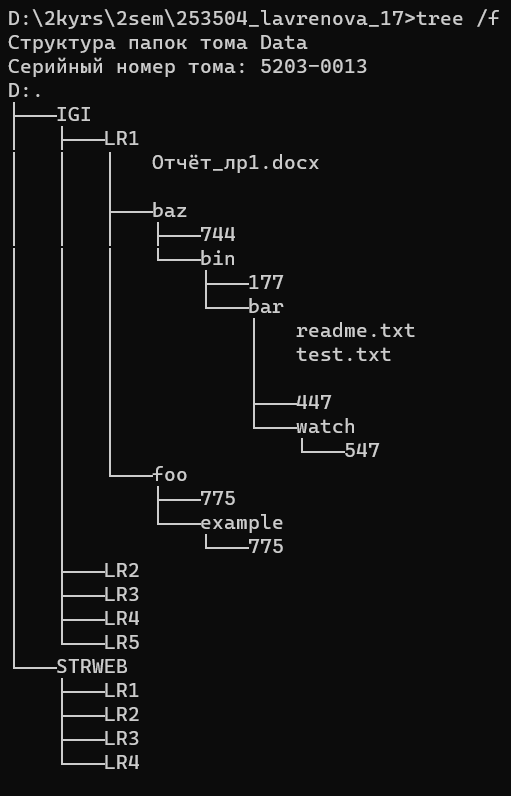 D:\2kyrs\2sem\253504_lavrenova_17>tree /f
Структура папок тома Data
Серийный номер тома: 5203-0013
D:.
├───IGI
│   ├───LR1
│   │   │   Отчёт_лр1.docx
│   │   │
│   │   ├───baz
│   │   │   ├───744
│   │   │   └───bin
│   │   │       ├───177
│   │   │       └───bar
│   │   │           │   readme.txt
│   │   │           │   test.txt
│   │   │           │
│   │   │           ├───447
│   │   │           └───watch
│   │   │               └───547
│   │   └───foo
│   │       ├───775
│   │       └───example
│   │           └───775
│   ├───LR2
│   ├───LR3
│   ├───LR4
│   └───LR5
└───STRWEB
    ├───LR1
    ├───LR2
    ├───LR3
    └───LR4